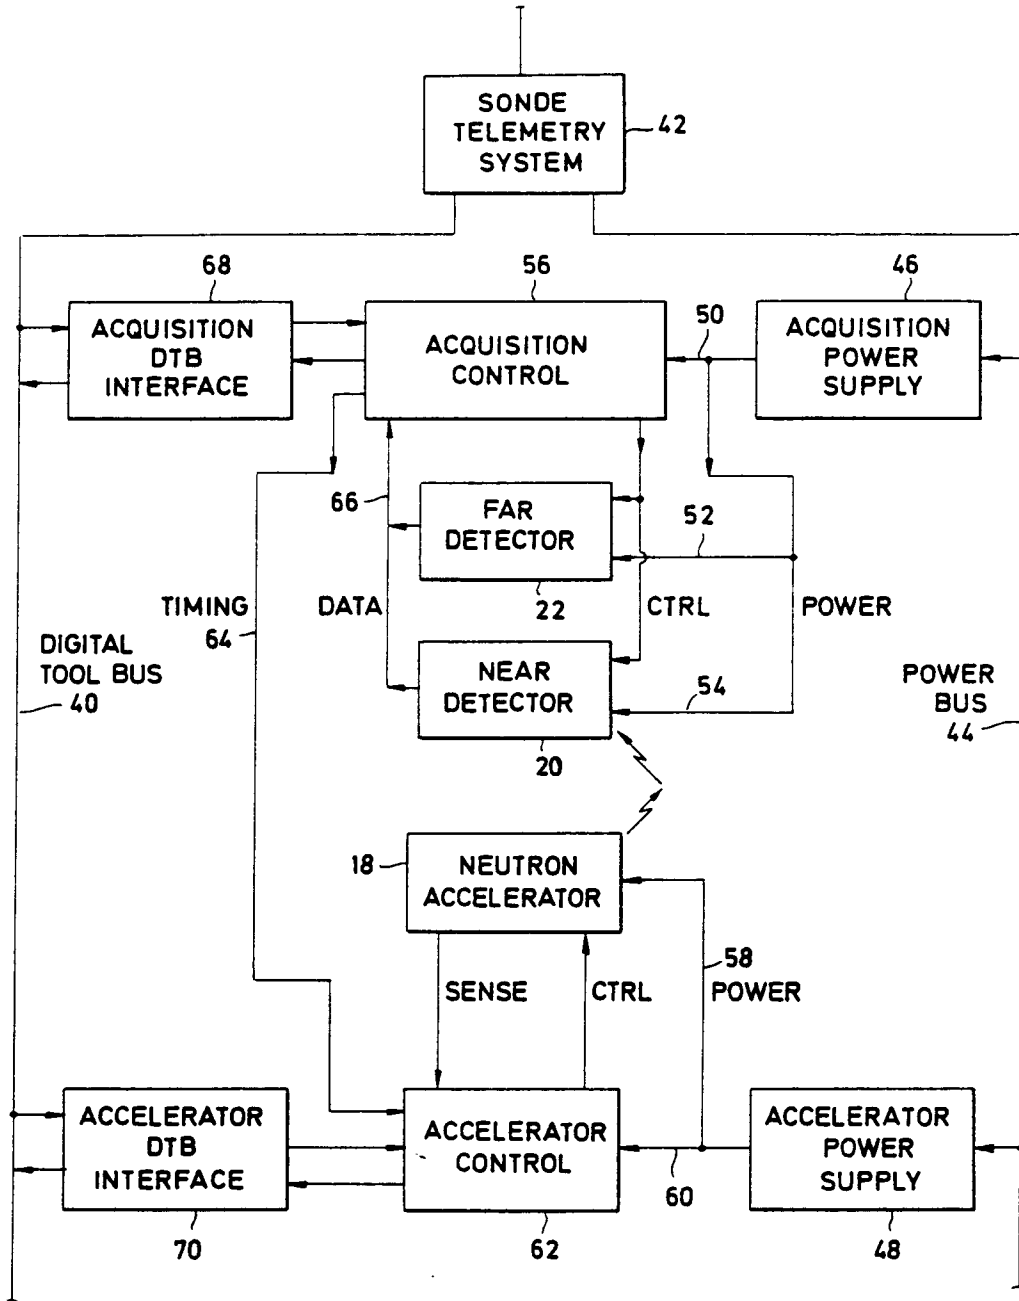 SONDE
TELEMETRY
SYSTEM
42
68
56
46
ACQUISITION
DTB
INTERFACE
ACQUISITION
CONTROL
50
ACQUISITION
POWER
SUPPLY
66
FAR
DETECTOR
52
22
TIMING
64
DATA
CTRL
POWER
DIGITAL
TOOL BUS
40
NEAR
DETECTOR
54
20
POWER
BUS
44
18
NEUTRON
ACCELERATOR
58
SENSE
CTRL
POWER
ACCELERATOR
DTB
INTERFACE
ACCELERATOR
CONTROL
60
ACCELERATOR
POWER
SUPPLY
70
62
48